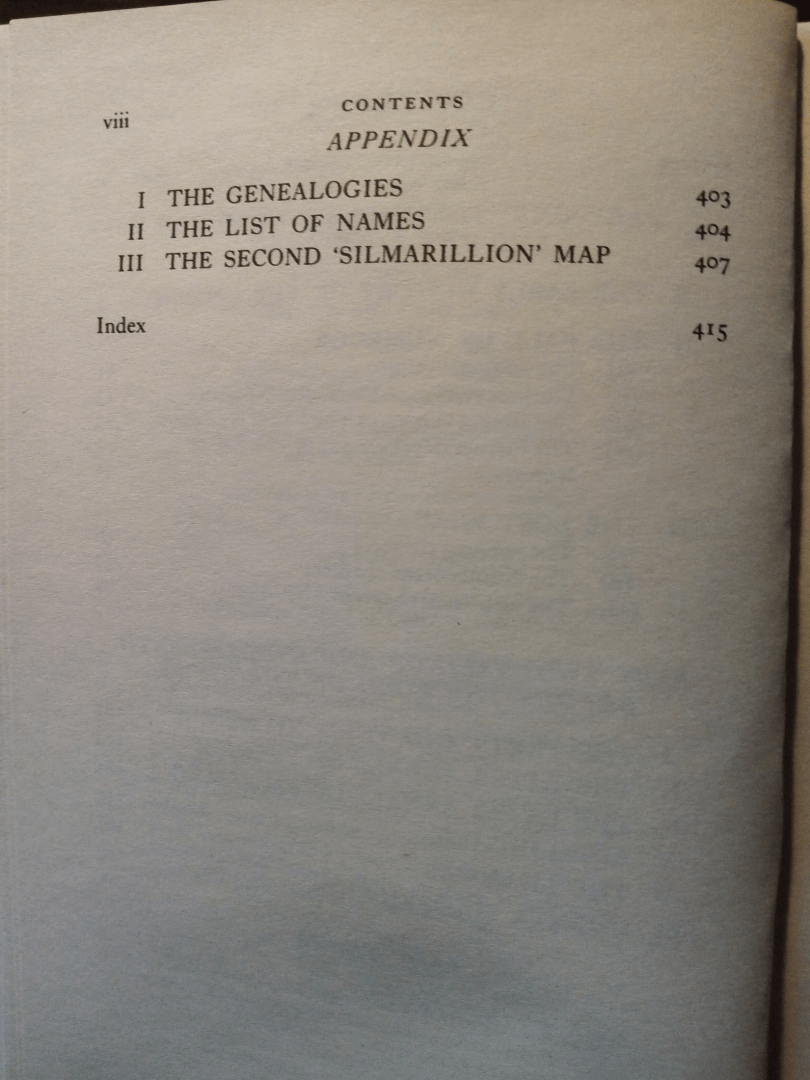 viii
CONTENTS
APPENDIX
I THE GENEALOGIES 403
II THE LIST OF NAMES 404
III THE SECOND ‘SILMARILLION’ MAP 407
Index 415